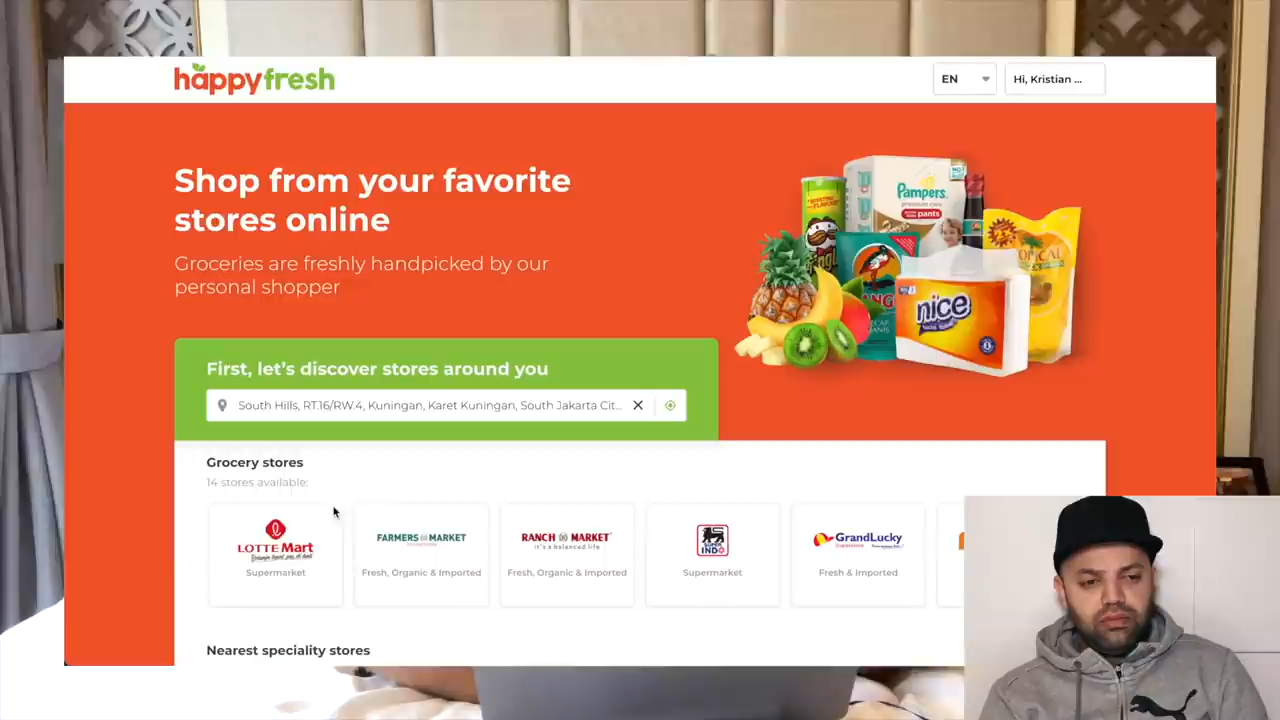 happyfresh
EN
Hi, Kristian ...
Shop from your favorite
stores online
Groceries are freshly handpicked by our
personal shopper
Pampers
premium care
pants
nice
First, let's discover stores around you
South Hills, RT.16/RW.4, Kuningan, Karet Kuningan, South Jakarta Cit...
Grocery stores
14 stores available:
LOTTE Mart
Supermarket
FARMERS MARKET
Fresh, Organic & Imported
RANCH MARKET
It's a balanced life
Fresh, Organic & Imported
SUPER
INDO
Supermarket
GrandLucky
Fresh & Imported
Nearest speciality stores